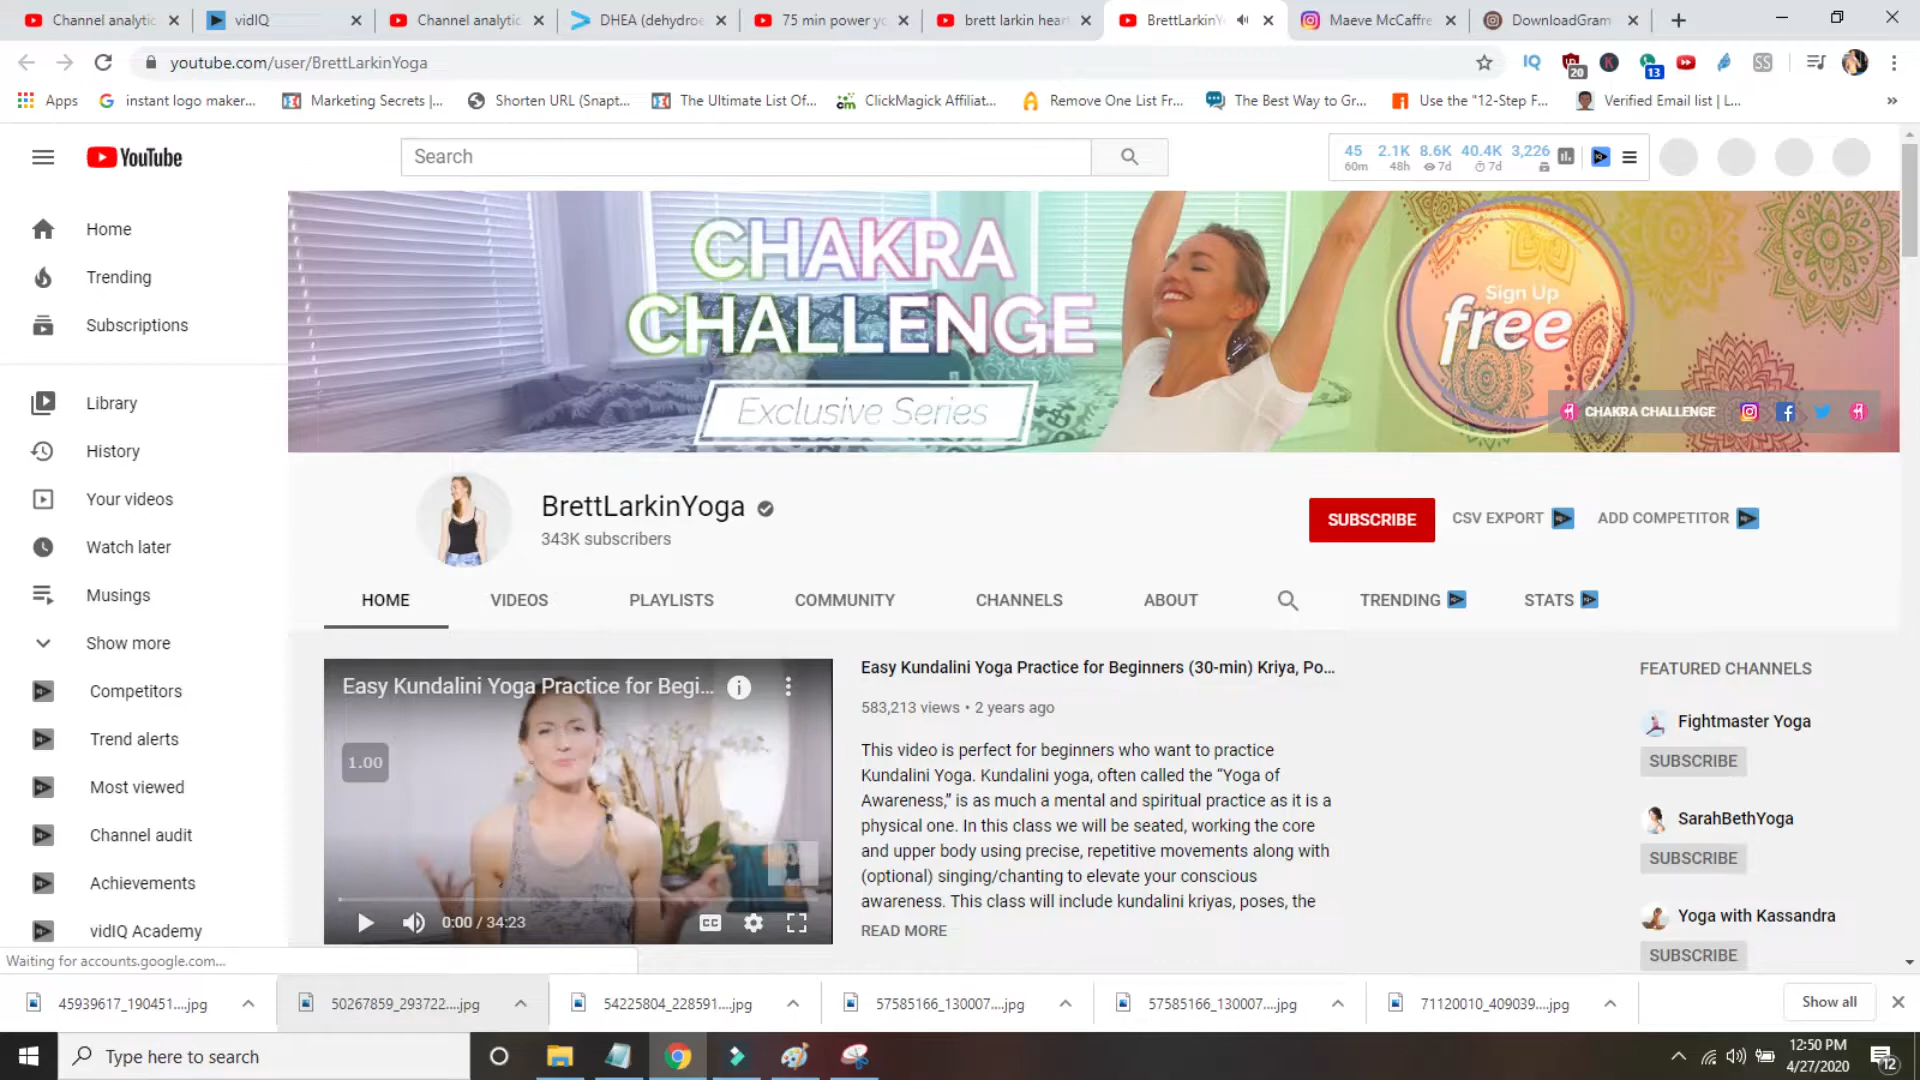 Channel analytic
vidIQ
Channel analytic
DHEA (dehydroe
75 min power yo
brett larkin hear
BrettLarkinY
Maeve McCaffre
DownloadGram
youtube.com/user/BrettLarkinYoga
IQ
20
K
13
SS
Apps
instant logo maker...
Marketing Secrets |...
Shorten URL (Snapt...
The Ultimate List Of...
cm
ClickMagick Affiliat...
Remove One List Fr...
The Best Way to Gr...
Use the "12-Step F...
Verified Email list | L...
»
YouTube
Search
45 2.1K 8.6K 40.4K 3,226
60m 48h 7d 7d
Home
Trending
Subscriptions
Library
History
Your videos
Watch later
Musings
Show more
Competitors
Trend alerts
Most viewed
Channel audit
Achievements
vidIQ Academy
CHAKRA
CHALLENGE
Exclusive Series
Sign Up
free
CHAKRA CHALLENGE
BrettLarkinYoga
343K subscribers
SUBSCRIBE
CSV EXPORT
ADD COMPETITOR
HOME
VIDEOS
PLAYLISTS
COMMUNITY
CHANNELS
ABOUT
TRENDING
STATS
Easy Kundalini Yoga Practice for Begi...
1.00
0:00 / 34:23
CC
Easy Kundalini Yoga Practice for Beginners (30-min) Kriya, Po...
583,213 views • 2 years ago
This video is perfect for beginners who want to practice
Kundalini Yoga. Kundalini yoga, often called the “Yoga of
Awareness,” is as much a mental and spiritual practice as it is a
physical one. In this class we will be seated, working the core
and upper body using precise, repetitive movements along with
(optional) singing/chanting to elevate your conscious
awareness. This class will include kundalini kriyas, poses, the
READ MORE
FEATURED CHANNELS
Fightmaster Yoga
SUBSCRIBE
SarahBethYoga
SUBSCRIBE
Yoga with Kassandra
SUBSCRIBE
Waiting for accounts.google.com...
45939617_190451....jpg
50267859_293722....jpg
54225804_228591....jpg
57585166_130007....jpg
57585166_130007....jpg
71120010_409039....jpg
Show all
Type here to search
12:50 PM
4/27/2020
12